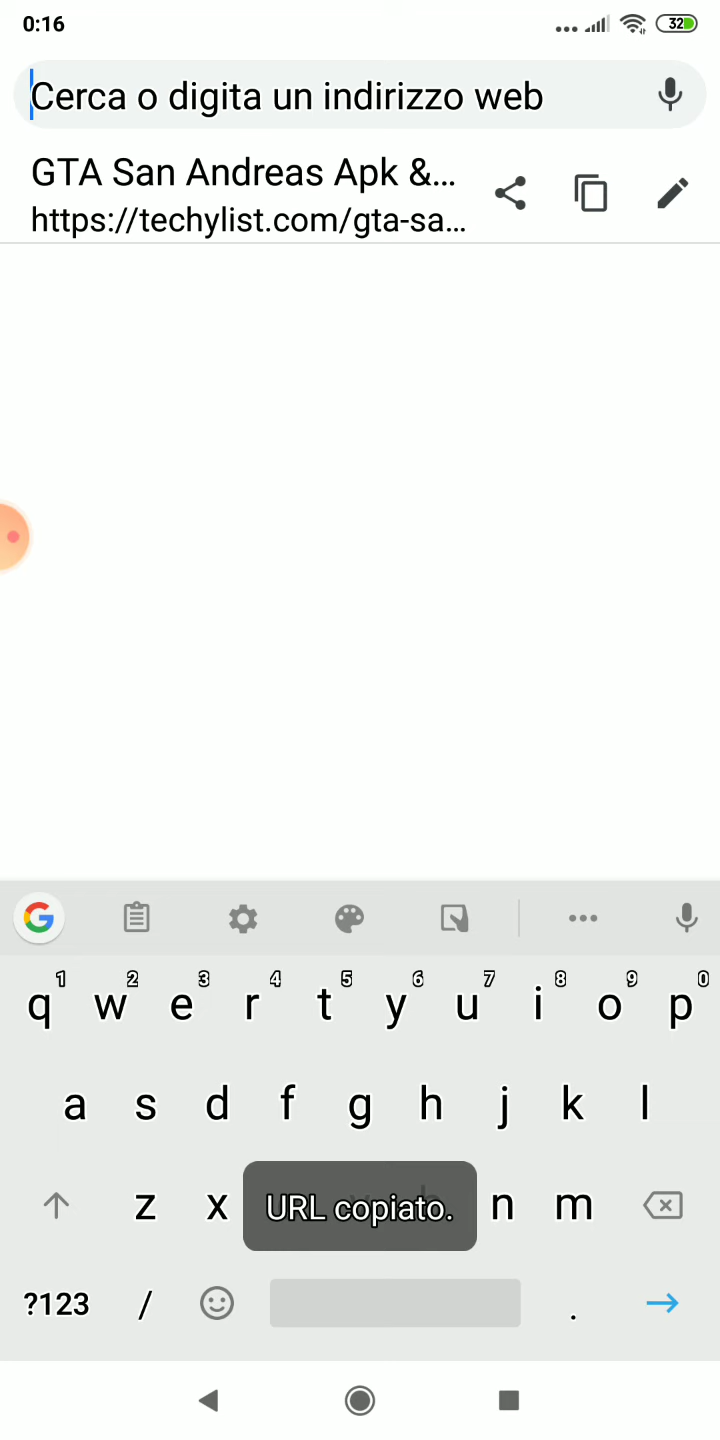 0:16
32
Cerca o digita un indirizzo web
GTA San Andreas Apk &...
https://techylist.com/gta-sa...
G
1 2 3 4 5 6 7 8 9 0
q w e r t y u i o p
a s d f g h j k l
z x n m
URL copiato.
?123 / .